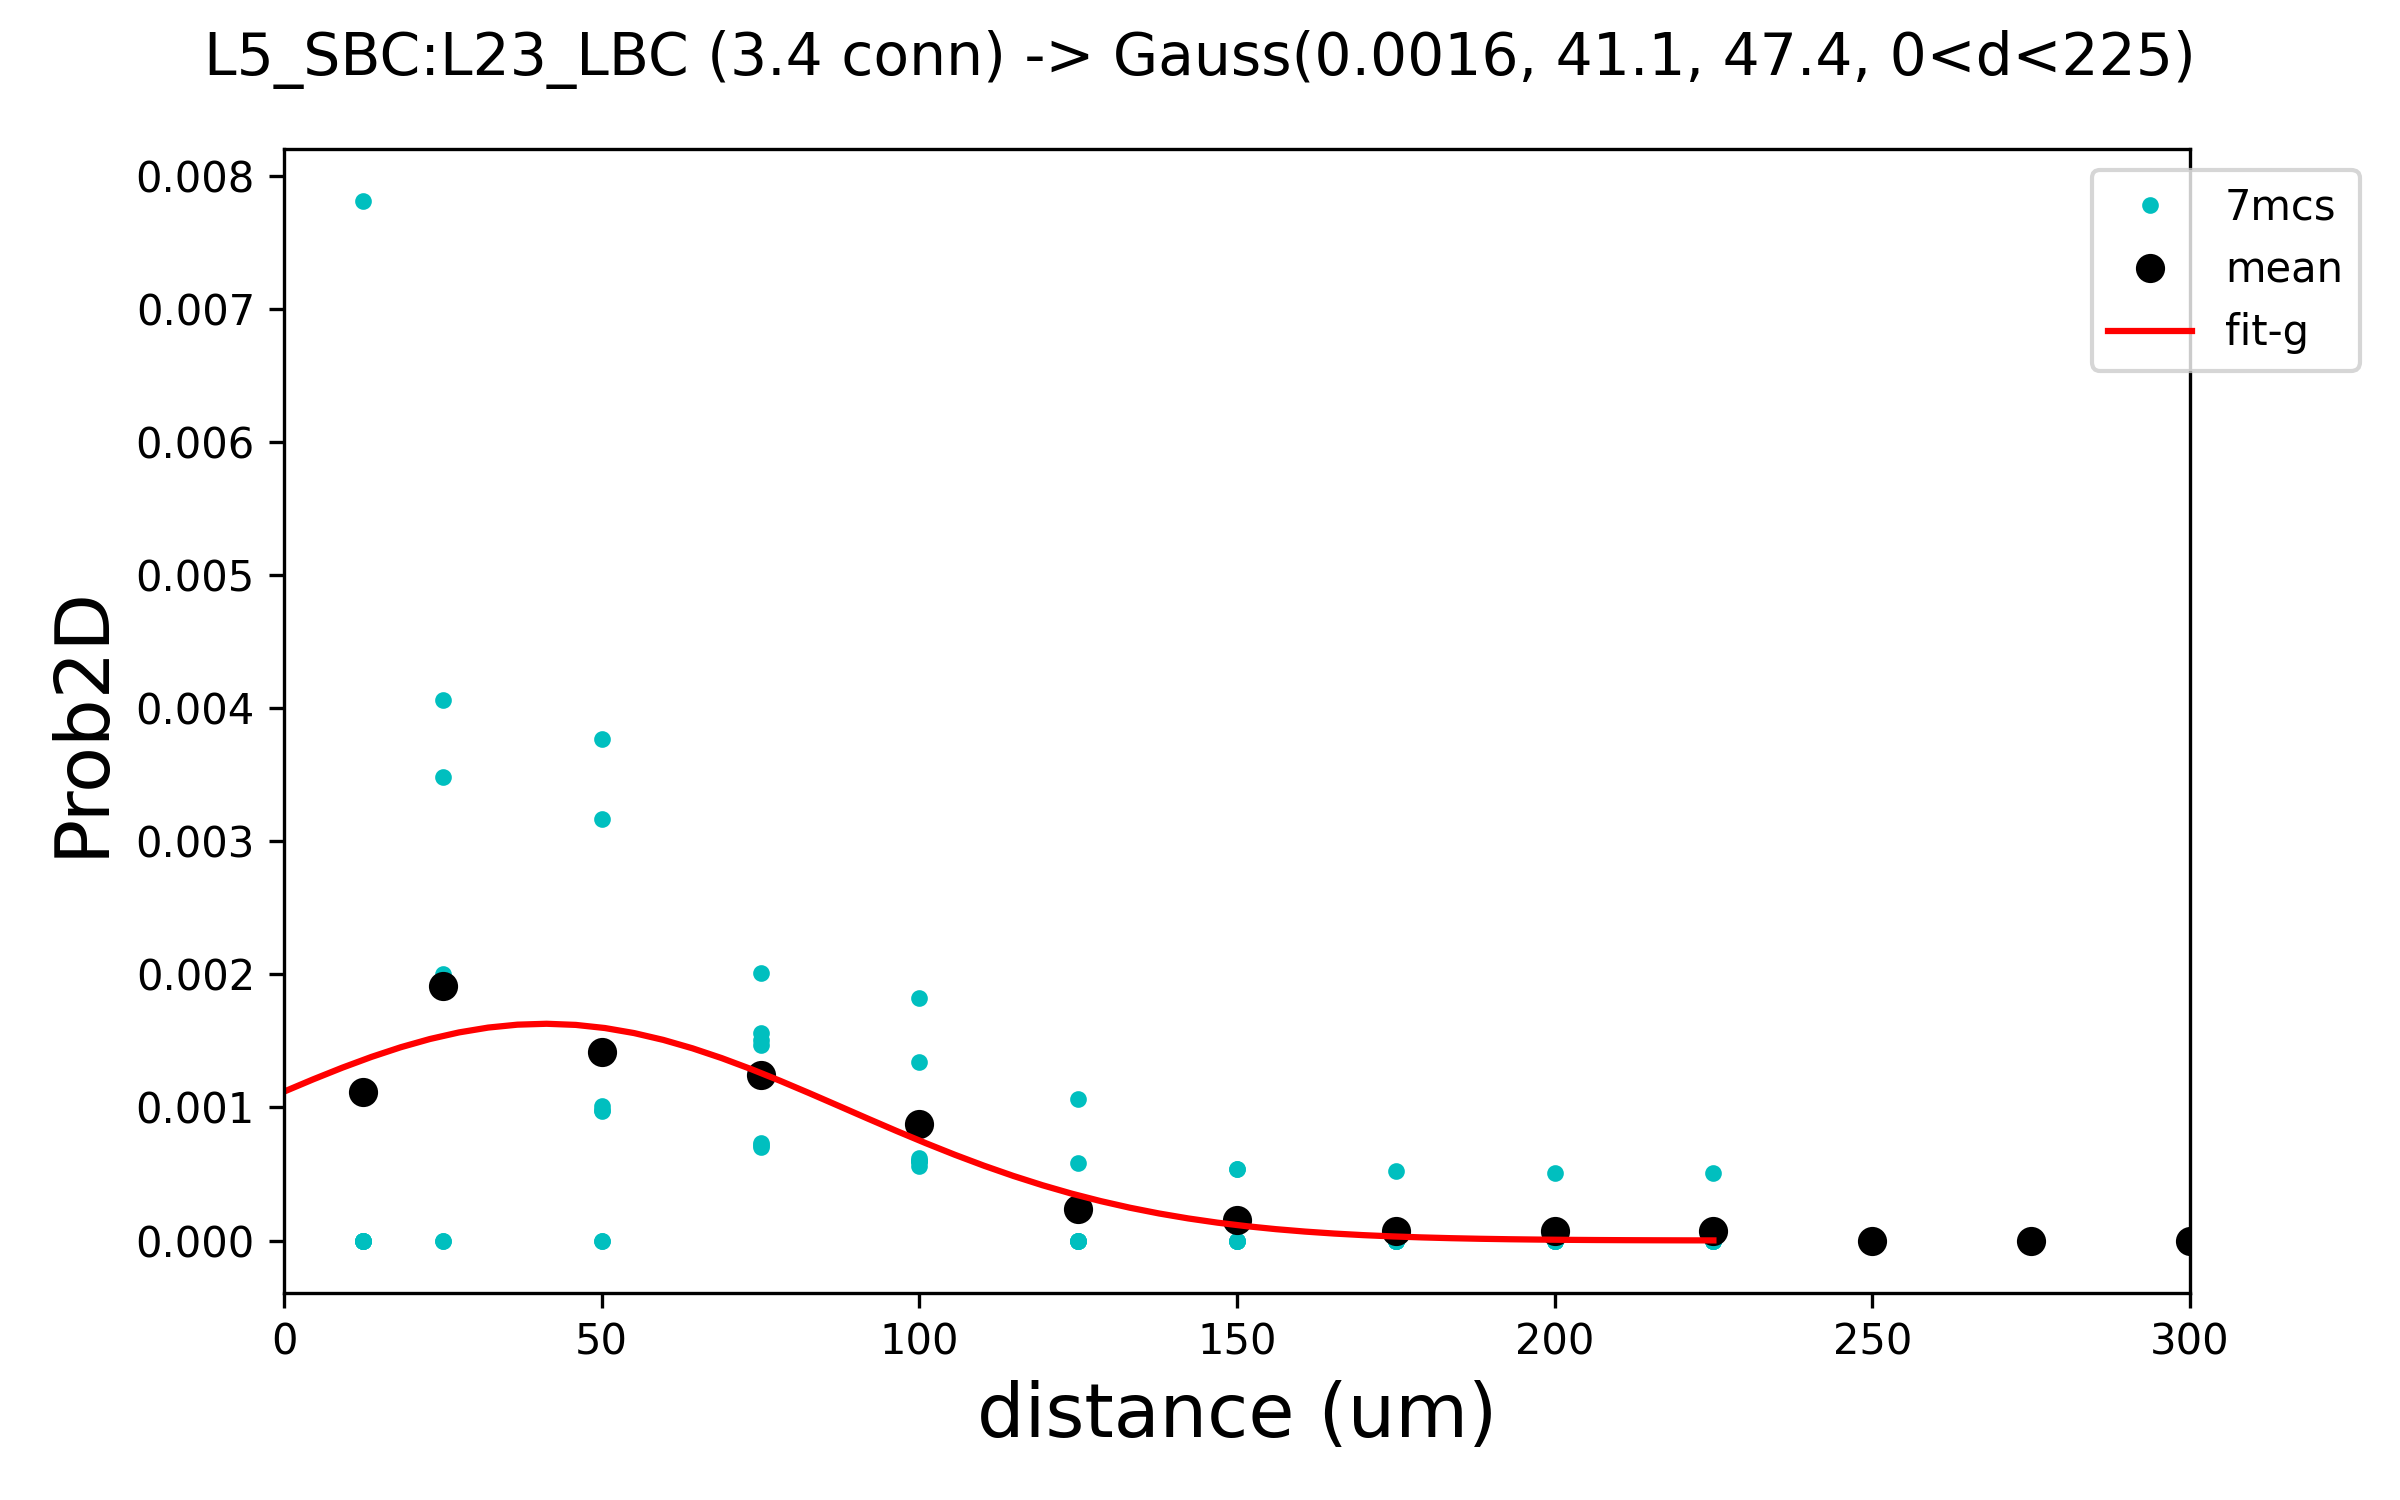 L5_SBC:L23_LBC (3.4 conn) -> Gauss(0.0016, 41.1, 47.4, 0<d<225)
0.008
0.007
0.006
0.005
0.004
0.003
0.002
0.001
0.000
Prob2D
7mcs
mean
fit-g
0 50 100 150 200 250 300
distance (um)